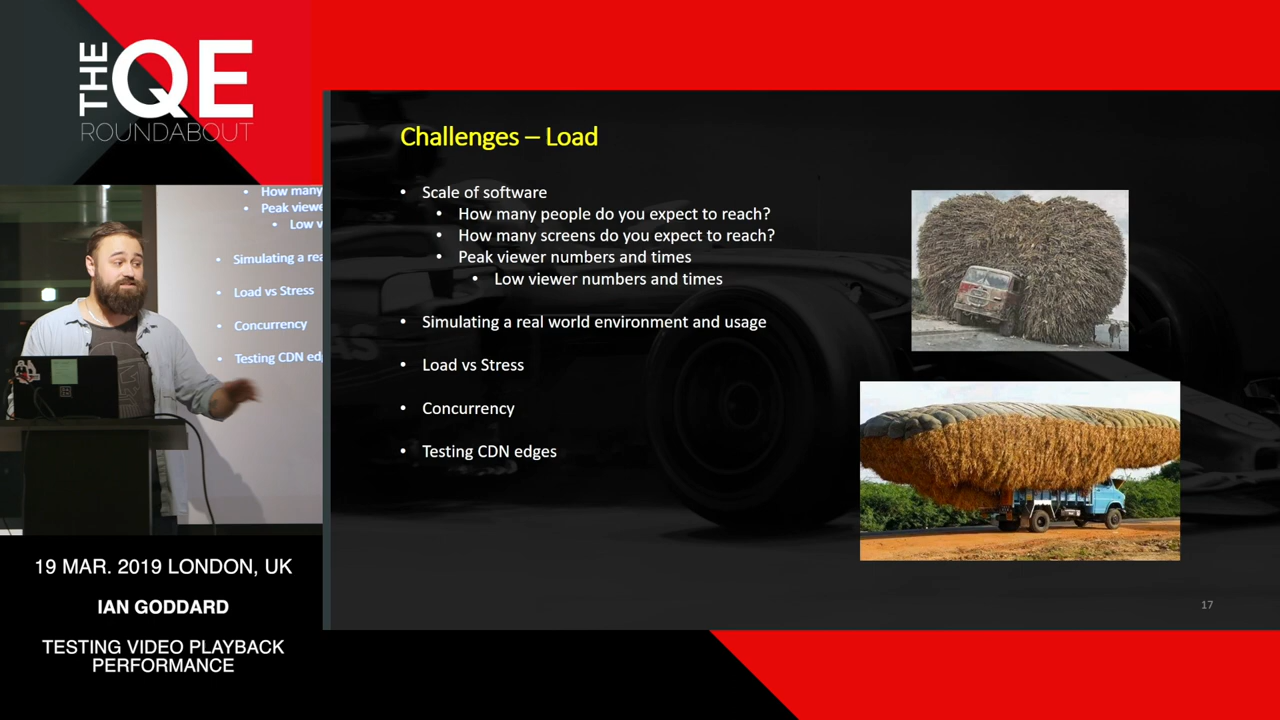 THE
QE
ROUNDABOUT
How many
Peak viewe
Low v
Simulating a rea
Load vs Stress
Concurrency
Testing CDN ed
19 MAR. 2019 LONDON, UK
IAN GODDARD
TESTING VIDEO PLAYBACK
PERFORMANCE
Challenges – Load
• Scale of software
• How many people do you expect to reach?
• How many screens do you expect to reach?
• Peak viewer numbers and times
• Low viewer numbers and times
• Simulating a real world environment and usage
• Load vs Stress
• Concurrency
• Testing CDN edges
17